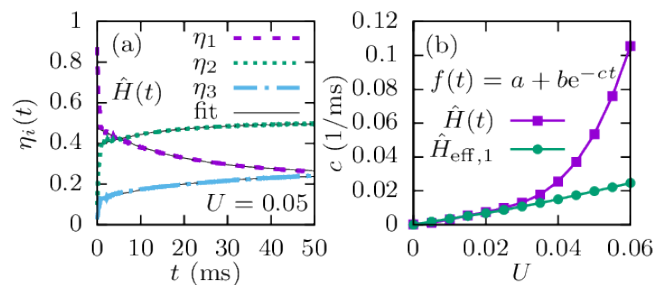 (a)
η₁
η₂
η₃
fit
Ĥ(t)
U = 0.05
ηᵢ(t)
1
0.8
0.6
0.4
0.2
0
0 10 20 30 40 50
t (ms)
(b)
f(t) = a + be⁻ᶜᵗ
Ĥ(t)
Ĥeff,1
c (1/ms)
0.12
0.10
0.08
0.06
0.04
0.02
0
0 0.02 0.04 0.06
U